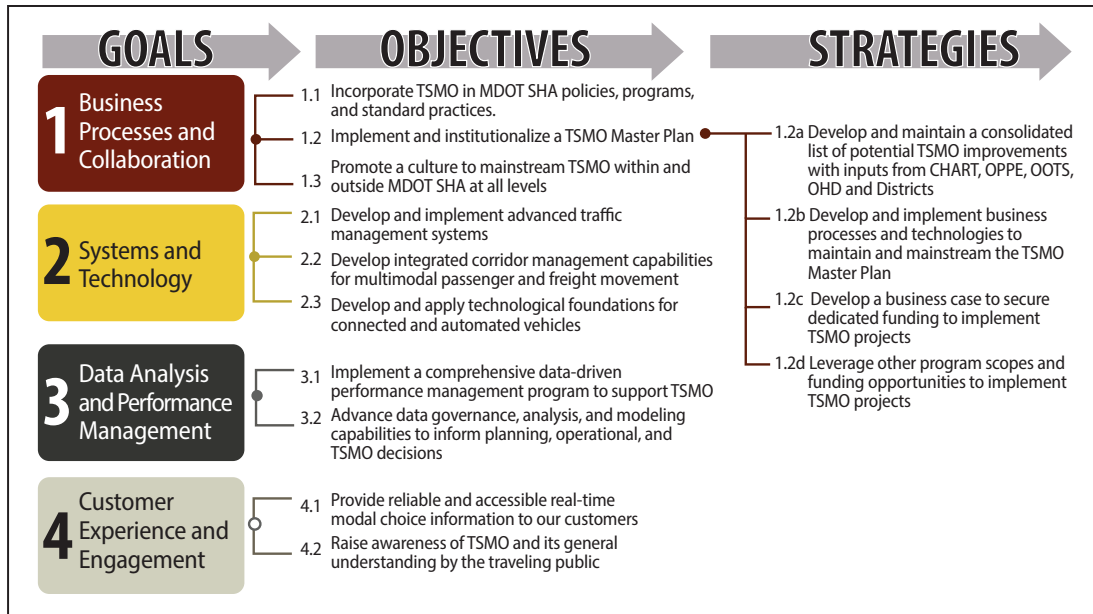 GOALS
OBJECTIVES
STRATEGIES
1
Business
Processes and
Collaboration
1.1 Incorporate TSMO in MDOT SHA policies, programs,
and standard practices.
1.2 Implement and institutionalize a TSMO Master Plan
1.3 Promote a culture to mainstream TSMO within and
outside MDOT SHA at all levels
1.2a Develop and maintain a consolidated
list of potential TSMO improvements
with inputs from CHART, OPPE, OOTS,
OHD and Districts
1.2b Develop and implement business
processes and technologies to
maintain and mainstream the TSMO
Master Plan
1.2c Develop a business case to secure
dedicated funding to implement
TSMO projects
1.2d Leverage other program scopes and
funding opportunities to implement
TSMO projects
2
Systems and
Technology
2.1 Develop and implement advanced traffic
management systems
2.2 Develop integrated corridor management capabilities
for multimodal passenger and freight movement
2.3 Develop and apply technological foundations for
connected and automated vehicles
3
Data Analysis
and Performance
Management
3.1 Implement a comprehensive data-driven
performance management program to support TSMO
3.2 Advance data governance, analysis, and modeling
capabilities to inform planning, operational, and
TSMO decisions
4
Customer
Experience and
Engagement
4.1 Provide reliable and accessible real-time
modal choice information to our customers
4.2 Raise awareness of TSMO and its general
understanding by the traveling public